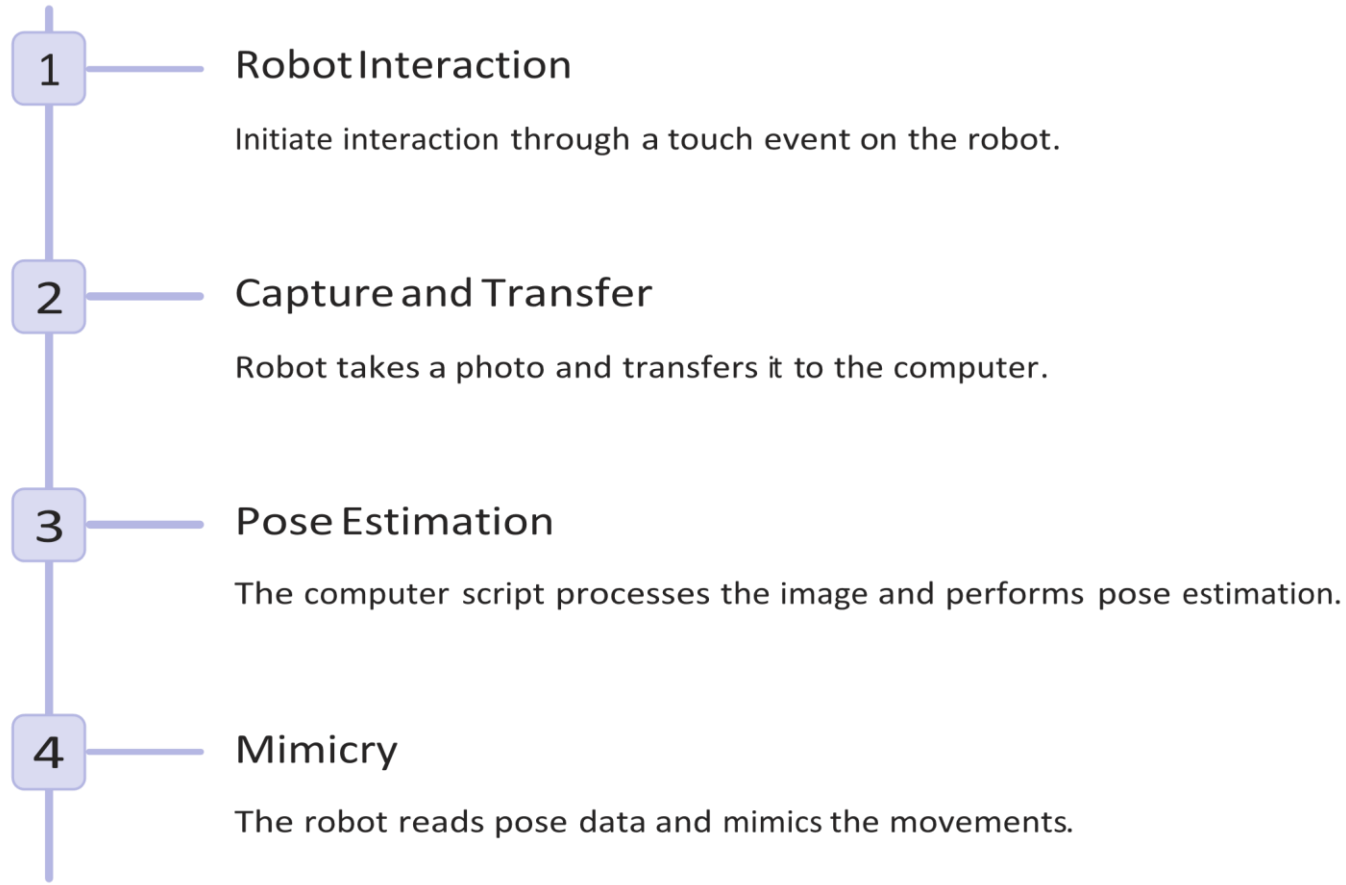 1
Robot Interaction
Initiate interaction through a touch event on the robot.
2
Capture and Transfer
Robot takes a photo and transfers it to the computer.
3
Pose Estimation
The computer script processes the image and performs pose estimation.
4
Mimicry
The robot reads pose data and mimics the movements.